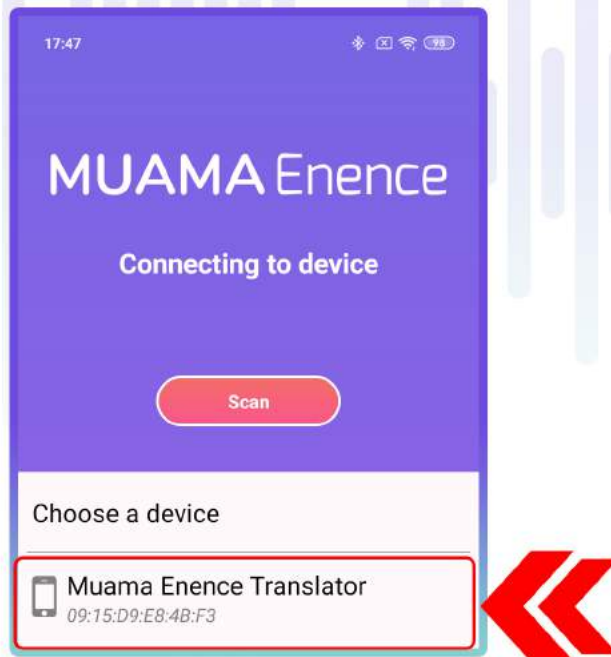 17:47
98
MUAMA Enence
Connecting to device
Scan
Choose a device
Muama Enence Translator
09:15:D9:E8:4B:F3